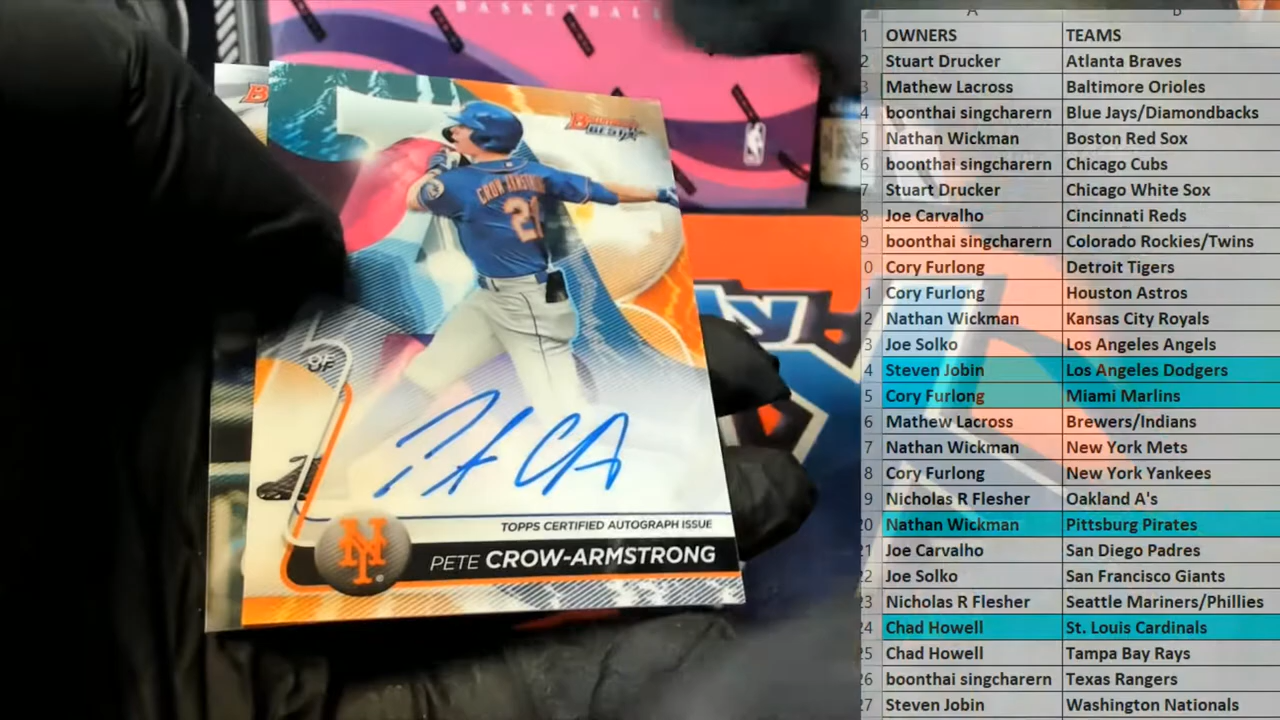 BASKETBALL
BOWMAN'S
BEST
CROW-ARMSTRONG
21
OF
TOPPS CERTIFIED AUTOGRAPH ISSUE
NY
PETE CROW-ARMSTRONG
A B
1 OWNERS TEAMS
2 Stuart Drucker Atlanta Braves
3 Mathew Lacross Baltimore Orioles
4 boonthai singcharern Blue Jays/Diamondbacks
5 Nathan Wickman Boston Red Sox
6 boonthai singcharern Chicago Cubs
7 Stuart Drucker Chicago White Sox
8 Joe Carvalho Cincinnati Reds
9 boonthai singcharern Colorado Rockies/Twins
0 Cory Furlong Detroit Tigers
1 Cory Furlong Houston Astros
2 Nathan Wickman Kansas City Royals
3 Joe Solko Los Angeles Angels
4 Steven Jobin Los Angeles Dodgers
5 Cory Furlong Miami Marlins
6 Mathew Lacross Brewers/Indians
7 Nathan Wickman New York Mets
8 Cory Furlong New York Yankees
9 Nicholas R Flesher Oakland A's
20 Nathan Wickman Pittsburg Pirates
21 Joe Carvalho San Diego Padres
22 Joe Solko San Francisco Giants
23 Nicholas R Flesher Seattle Mariners/Phillies
24 Chad Howell St. Louis Cardinals
25 Chad Howell Tampa Bay Rays
26 boonthai singcharern Texas Rangers
27 Steven Jobin Washington Nationals